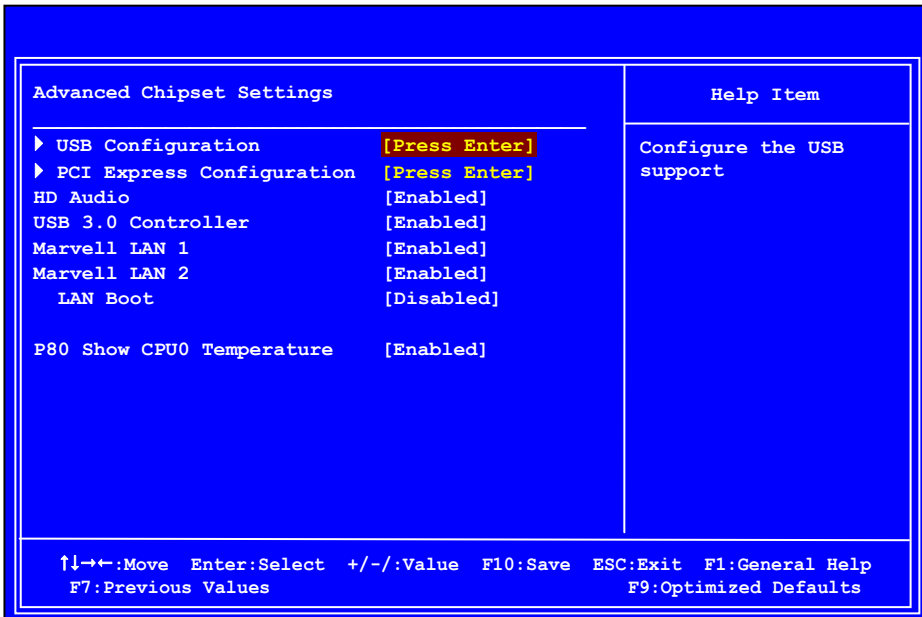 Advanced Chipset Settings
Help Item
USB Configuration [Press Enter]
PCI Express Configuration [Press Enter]
HD Audio [Enabled]
USB 3.0 Controller [Enabled]
Marvell LAN 1 [Enabled]
Marvell LAN 2 [Enabled]
LAN Boot [Disabled]
P80 Show CPU0 Temperature [Enabled]
Configure the USB
support
↑↓→←:Move Enter:Select +/-/:Value F10:Save ESC:Exit F1:General Help
F7:Previous Values F9:Optimized Defaults